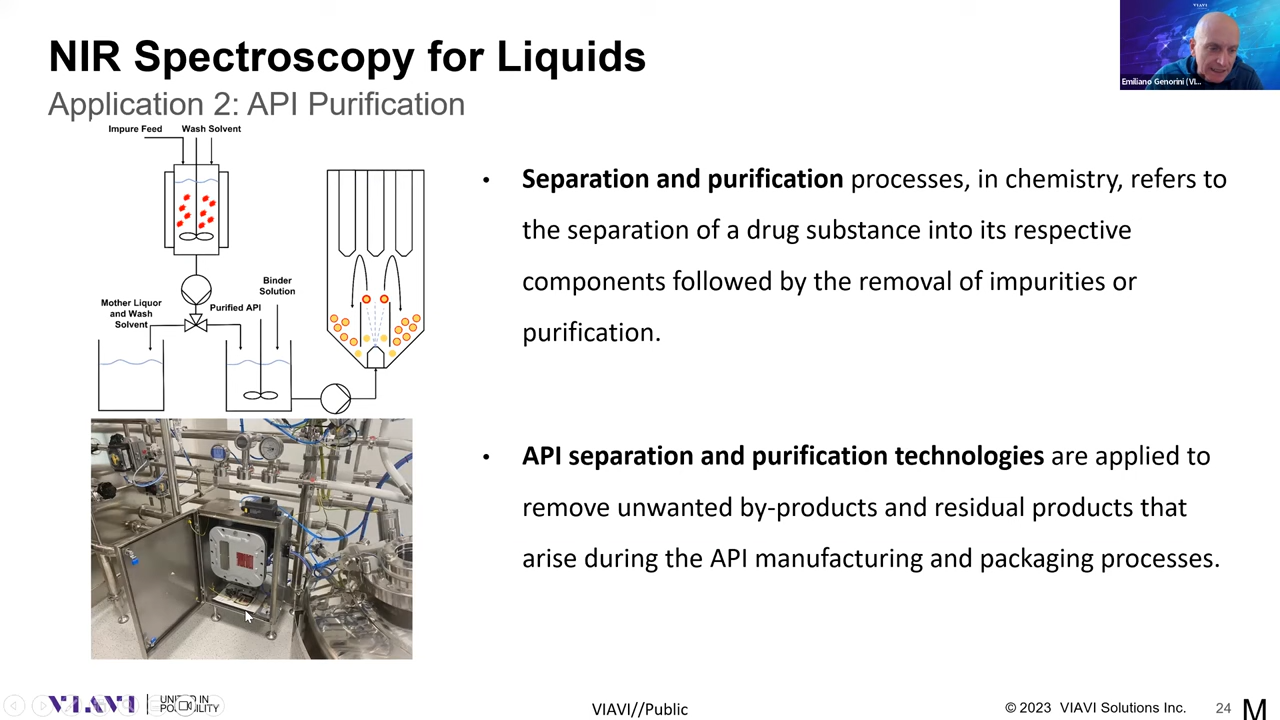 NIR Spectroscopy for Liquids
Application 2: API Purification
VIAVI
Emiliano Genorini (VI...
Impure Feed
Wash Solvent
Binder
Solution
Mother Liquor
and Wash
Solvent
Purified API
• Separation and purification processes, in chemistry, refers to
the separation of a drug substance into its respective
components followed by the removal of impurities or
purification.
• API separation and purification technologies are applied to
remove unwanted by-products and residual products that
arise during the API manufacturing and packaging processes.
VIAVI
VIAVI//Public
© 2023 VIAVI Solutions Inc.
24
M